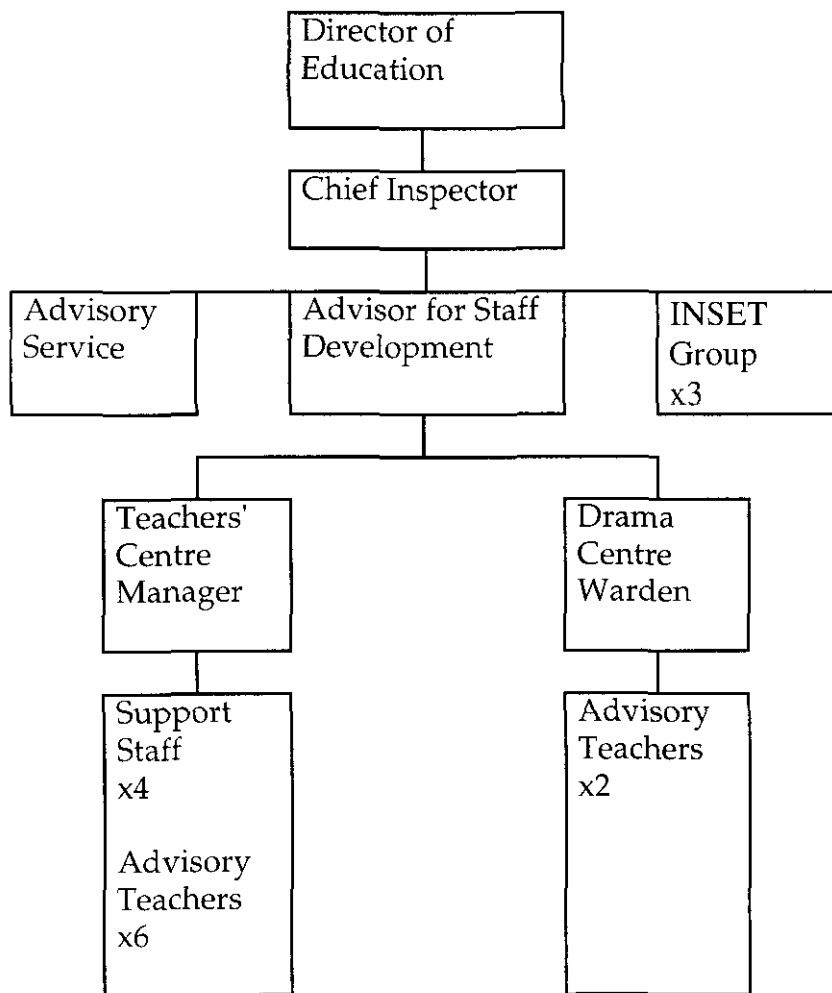 Director of
Education
Chief Inspector
Advisory
Service
Advisor for Staff
Development
INSET
Group
x3
Teachers'
Centre
Manager
Drama
Centre
Warden
Support
Staff
x4
Advisory
Teachers
x6
Advisory
Teachers
x2